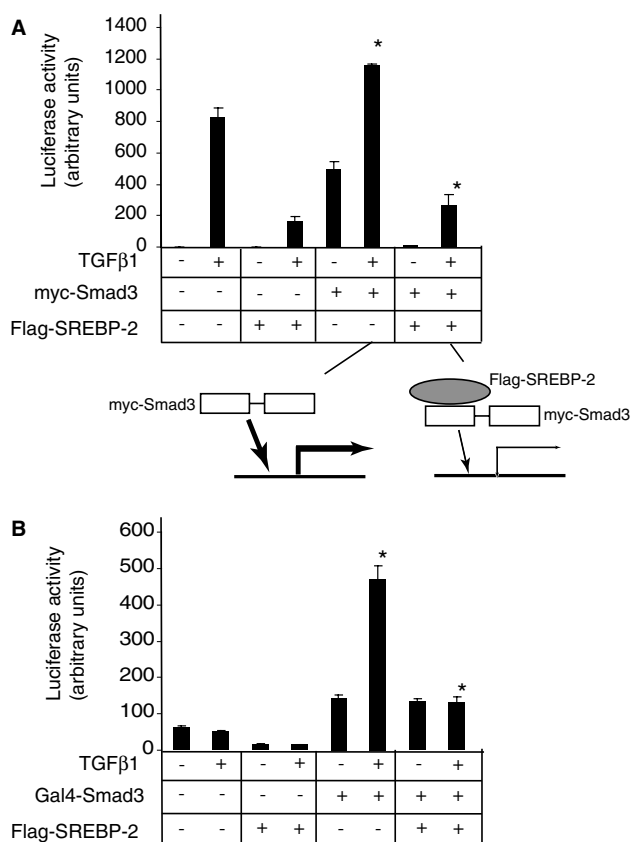 A
Luciferase activity
(arbitrary units)
1400
1200
1000
800
600
400
200
0
*
*
TGFβ1 - + - + - + - +
myc-Smad3 - - - - + + + +
Flag-SREBP-2 - - + + - - + +
myc-Smad3
Flag-SREBP-2
myc-Smad3
B
Luciferase activity
(arbitrary units)
600
500
400
300
200
100
0
*
*
TGFβ1 - + - + - + - +
Gal4-Smad3 - - - - + + + +
Flag-SREBP-2 - - + + - - + +